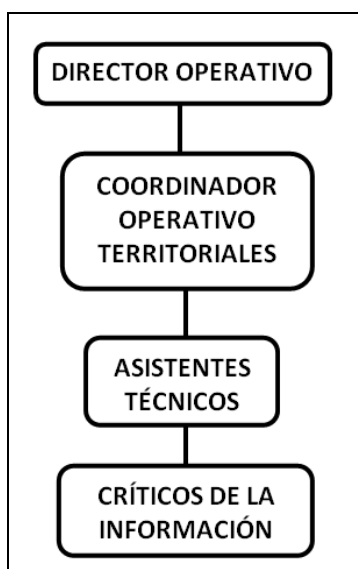 DIRECTOR OPERATIVO
COORDINADOR
OPERATIVO
TERRITORIALES
ASISTENTES
TÉCNICOS
CRÍTICOS DE LA
INFORMACIÓN